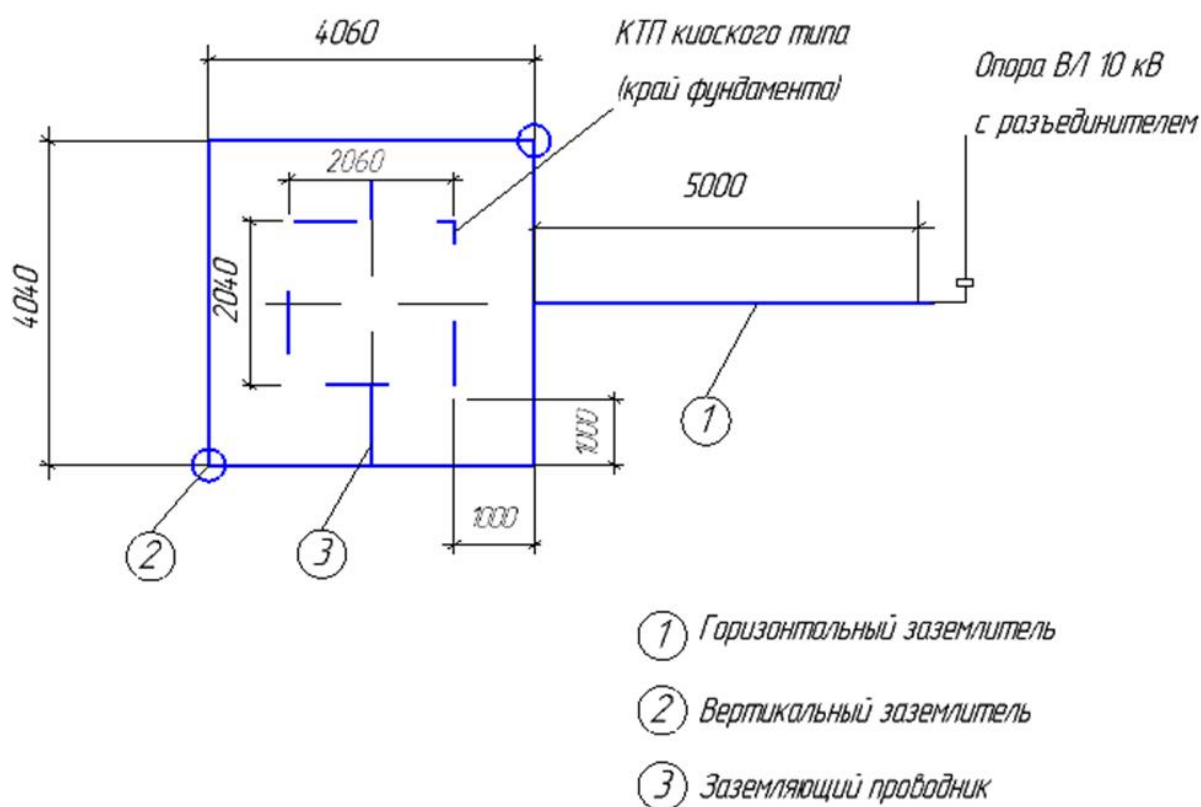 4060
КТП киоского типа
(край фундамента)
Опора ВЛ 10 кВ
с разъединителем
2060
5000
4040
2040
1
1000
1000
2
3
1 Горизонтальный заземлитель
2 Вертикальный заземлитель
3 Заземляющий проводник